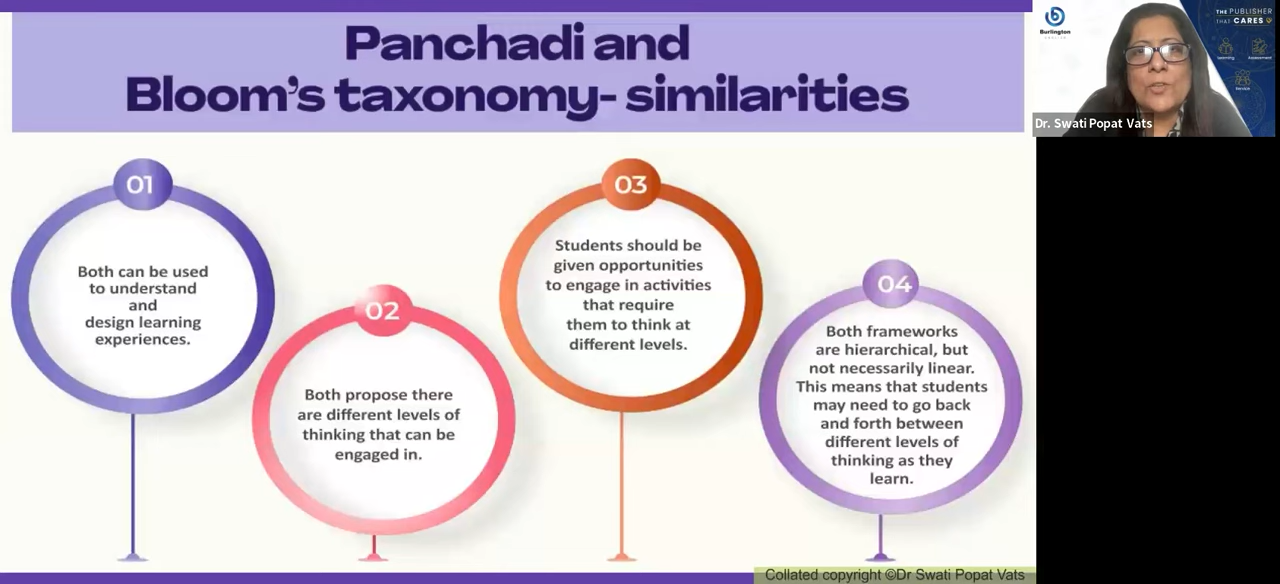 Panchadi and
Bloom's taxonomy- similarities
01
Both can be used
to understand
and
design learning
experiences.
02
Both propose there
are different levels of
thinking that can be
engaged in.
03
Students should be
given opportunities
to engage in activities
that require
them to think at
different levels.
04
Both frameworks
are hierarchical, but
not necessarily linear.
This means that students
may need to go back
and forth between
different levels of
thinking as they
learn.
Collated copyright ©Dr Swati Popat Vats
Burlington
THE PUBLISHER
THAT CARES
Learning
Assessment
Service
Dr. Swati Popat Vats